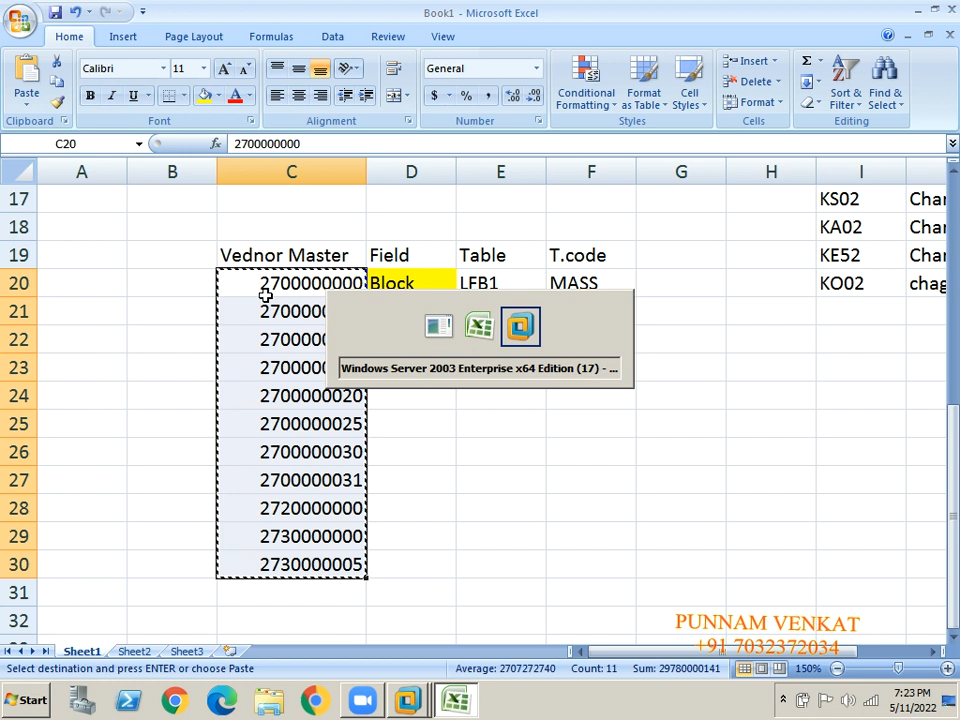 Book1 - Microsoft Excel
Home Insert Page Layout Formulas Data Review View
Paste
Calibri 11 A A
B I U A
General
$ % , .00 .0
Conditional Formatting
Format as Table
Cell Styles
Insert
Delete
Format
Σ
Sort & Filter
Find & Select
Clipboard Font Alignment Number Styles Cells Editing
C20 fx 2700000000
A B C D E F G H I
17 KS02 Char
18 KA02 Char
19 Vednor Master Field Table T.code KE52 Char
20 2700000000 Block LFB1 MASS KO02 chag
21 270000
22 270000
23 270000
24 2700000020
25 2700000025
26 2700000030
27 2700000031
28 2720000000
29 2730000000
30 2730000005
31
32
Windows Server 2003 Enterprise x64 Edition (17) - ...
PUNNAM VENKAT
+91 7032372034
Sheet1 Sheet2 Sheet3
Select destination and press ENTER or choose Paste Average: 2707272740 Count: 11 Sum: 29780000141 150%
Start
7:23 PM
5/11/2022